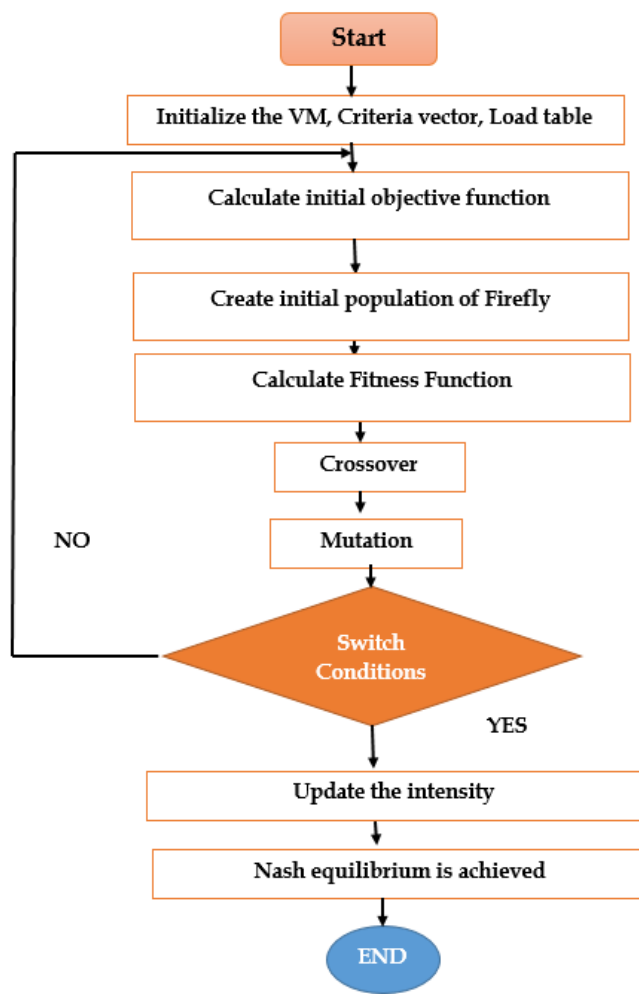 Start
Initialize the VM, Criteria vector, Load table
Calculate initial objective function
Create initial population of Firefly
Calculate Fitness Function
Crossover
NO
Mutation
Switch
Conditions
YES
Update the intensity
Nash equilibrium is achieved
END